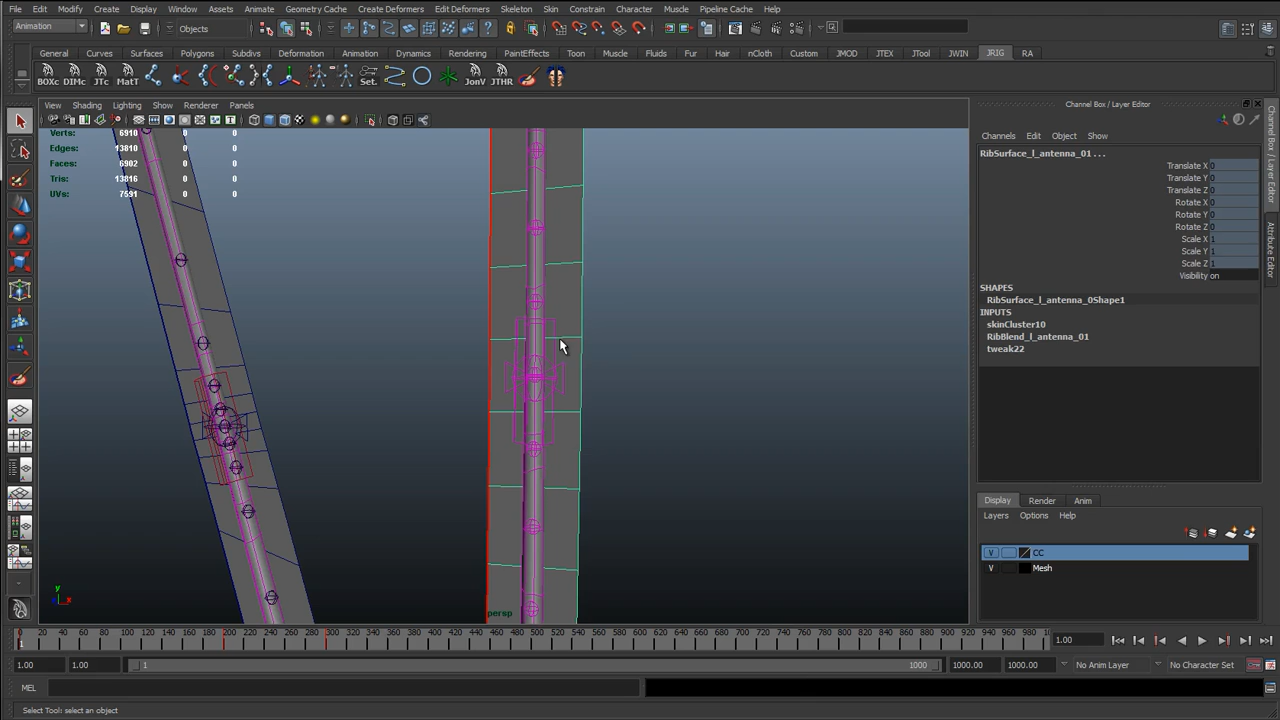 File Edit Modify Create Display Window Assets Animate Geometry Cache Create Deformers Edit Deformers Skeleton Skin Constrain Character Muscle Pipeline Cache Help
Animation Objects
General Curves Surfaces Polygons Subdivs Deformation Animation Dynamics Rendering PaintEffects Toon Muscle Fluids Fur Hair nCloth Custom JMOD JTEX JTool JWIN JRIG RA
BOXc DIMc JTc MatT Set. JonV JTHR
View Shading Lighting Show Renderer Panels
Verts: 6910 0 0
Edges: 13810 0 0
Faces: 6902 0 0
Tris: 13816 0 0
UVs: 7591 0 0
y
x
persp
Channel Box / Layer Editor
Channels Edit Object Show
RibSurface_l_antenna_01 ...
Translate X 0
Translate Y 0
Translate Z 0
Rotate X 0
Rotate Y 0
Rotate Z 0
Scale X 1
Scale Y 1
Scale Z 1
Visibility on
SHAPES
RibSurface_l_antenna_0Shape1
INPUTS
skinCluster10
RibBlend_l_antenna_01
tweak22
Channel Box / Layer Editor
Attribute Editor
Display Render Anim
Layers Options Help
V CC
V Mesh
1 20 40 60 80 100 120 140 160 180 200 220 240 260 280 300 320 340 360 380 400 420 440 460 480 500 520 540 560 580 600 620 640 660 680 700 720 740 760 780 800 820 840 860 880 900 920 940 960 980 1.00
1.00 1.00 1 1000 1000.00 1000.00 No Anim Layer No Character Set
MEL
Select Tool: select an object